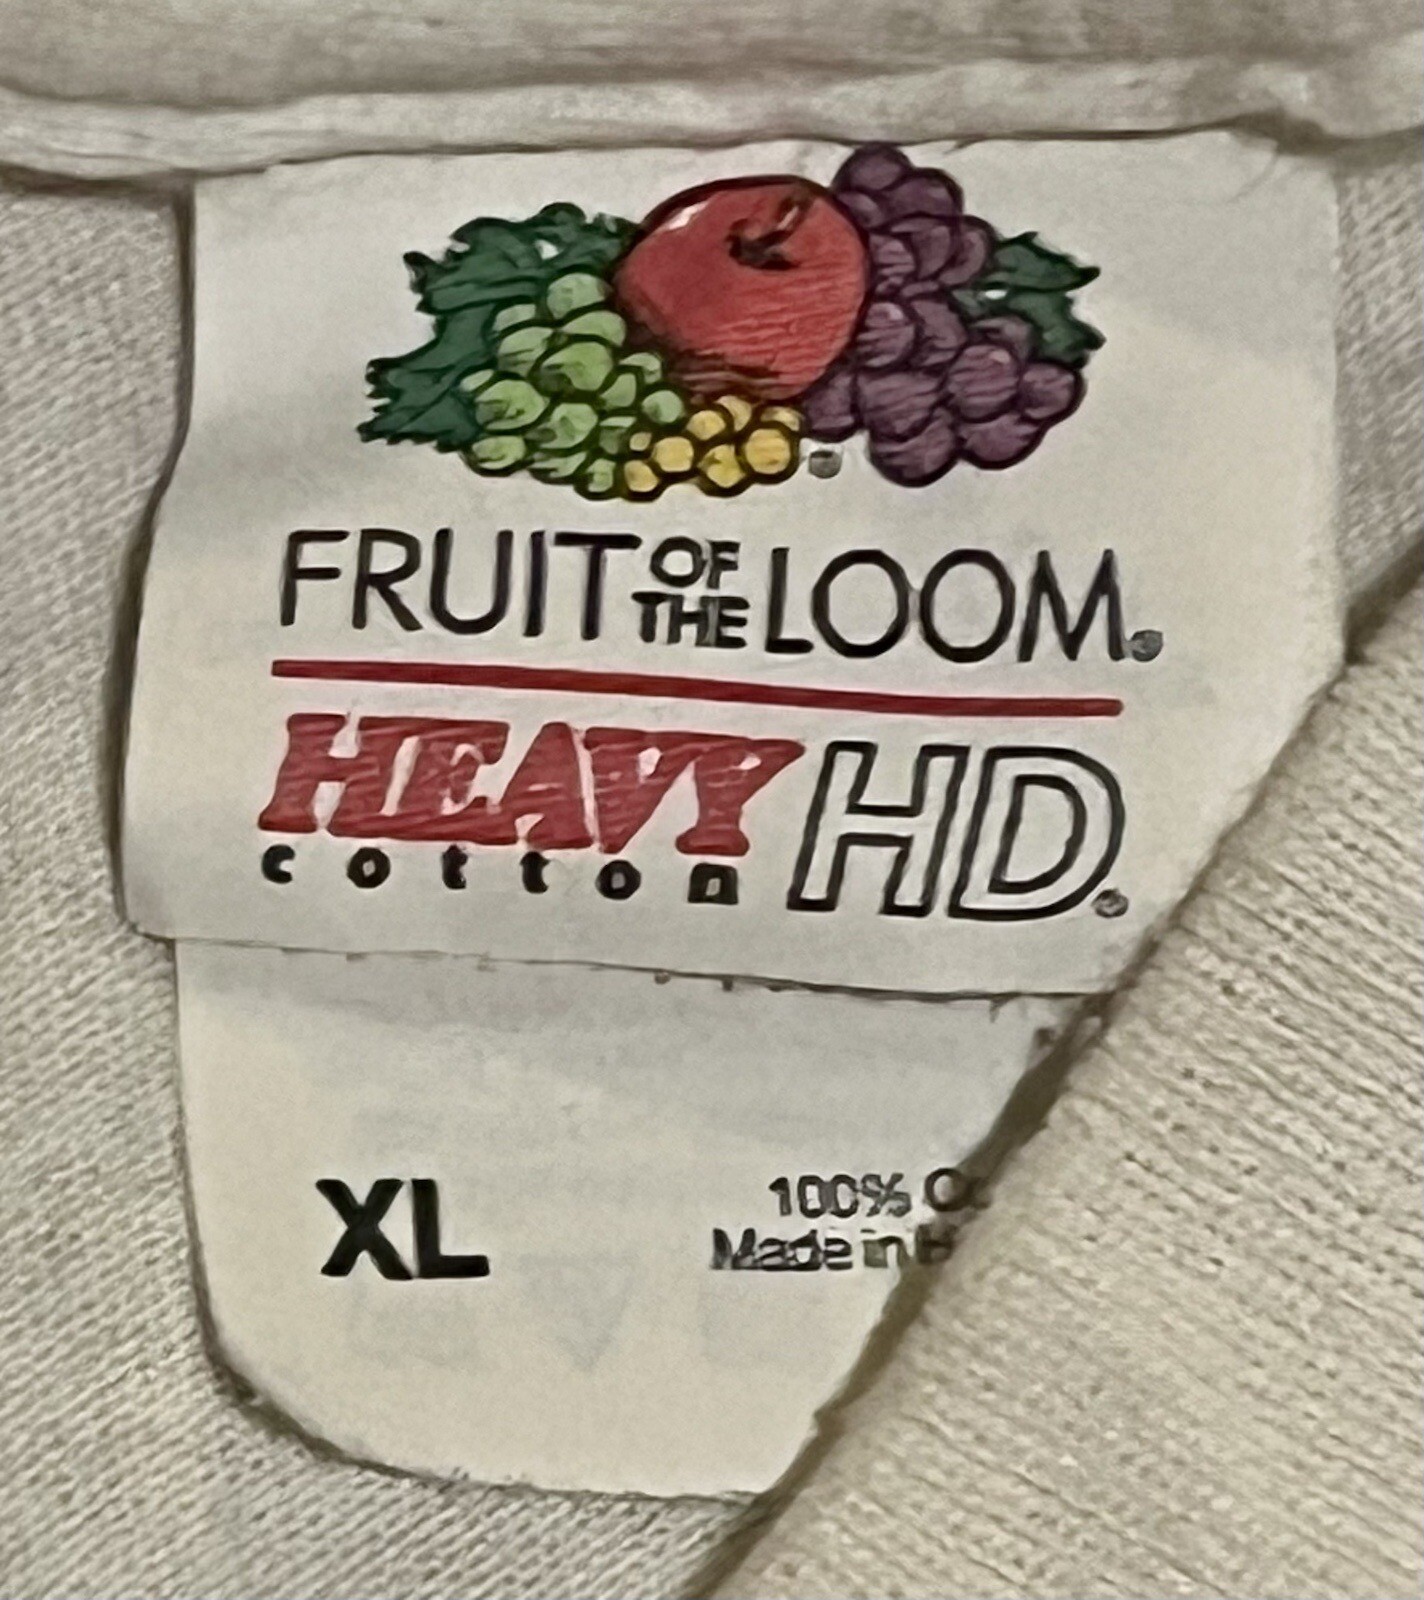 FRUIT OF THE LOOM®
HEAVY HD®
cotton
XL
100%
Made in